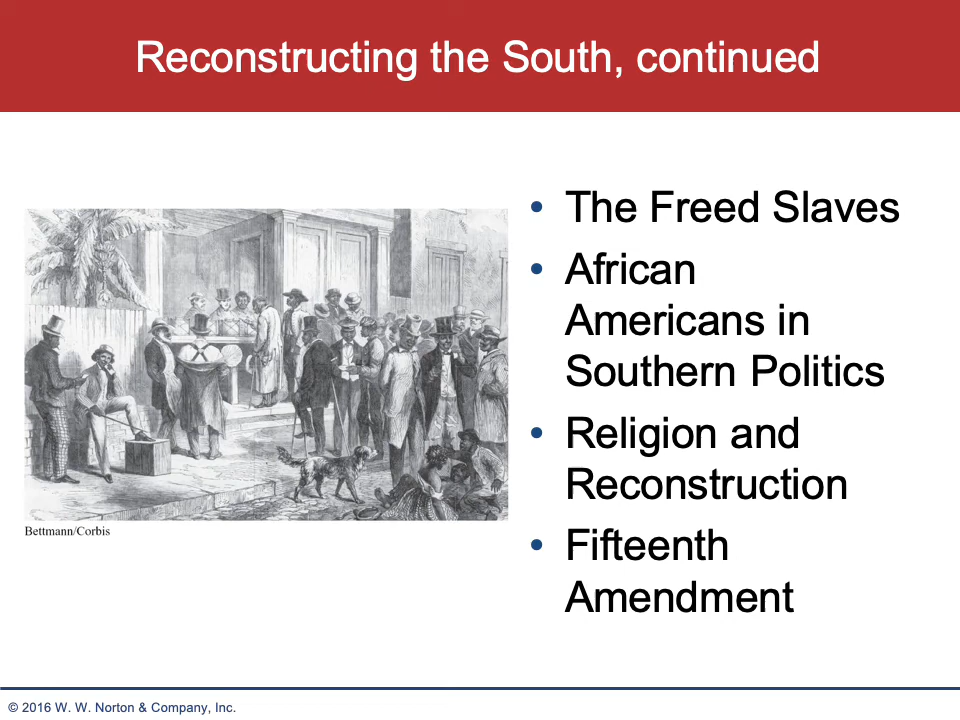 Reconstructing the South, continued
• The Freed Slaves
• African
Americans in
Southern Politics
• Religion and
Reconstruction
• Fifteenth
Amendment
Bettmann/Corbis
© 2016 W. W. Norton & Company, Inc.